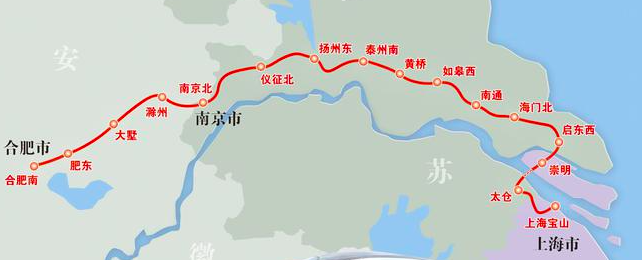 安
徽
苏
合肥市
合肥南
肥东
大墅
滁州
南京北
南京市
仪征北
扬州东
泰州南
黄桥
如皋西
南通
海门北
启东西
崇明
太仓
上海宝山
上海市